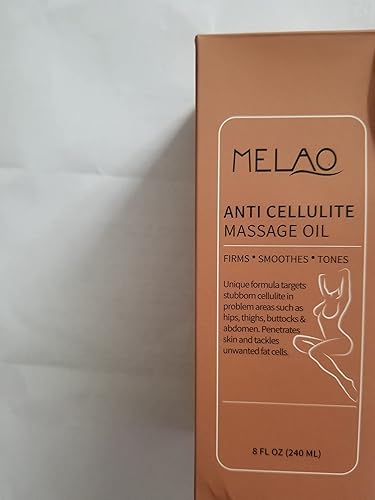 MELAO
ANTI CELLULITE
MASSAGE OIL
FIRMS * SMOOTHES * TONES
Unique formula targets
stubborn cellulite in
problem areas such as
hips, thighs, buttocks &
abdomen. Penetrates
skin and tackles
unwanted fat cells.
8 FL OZ (240 ML)